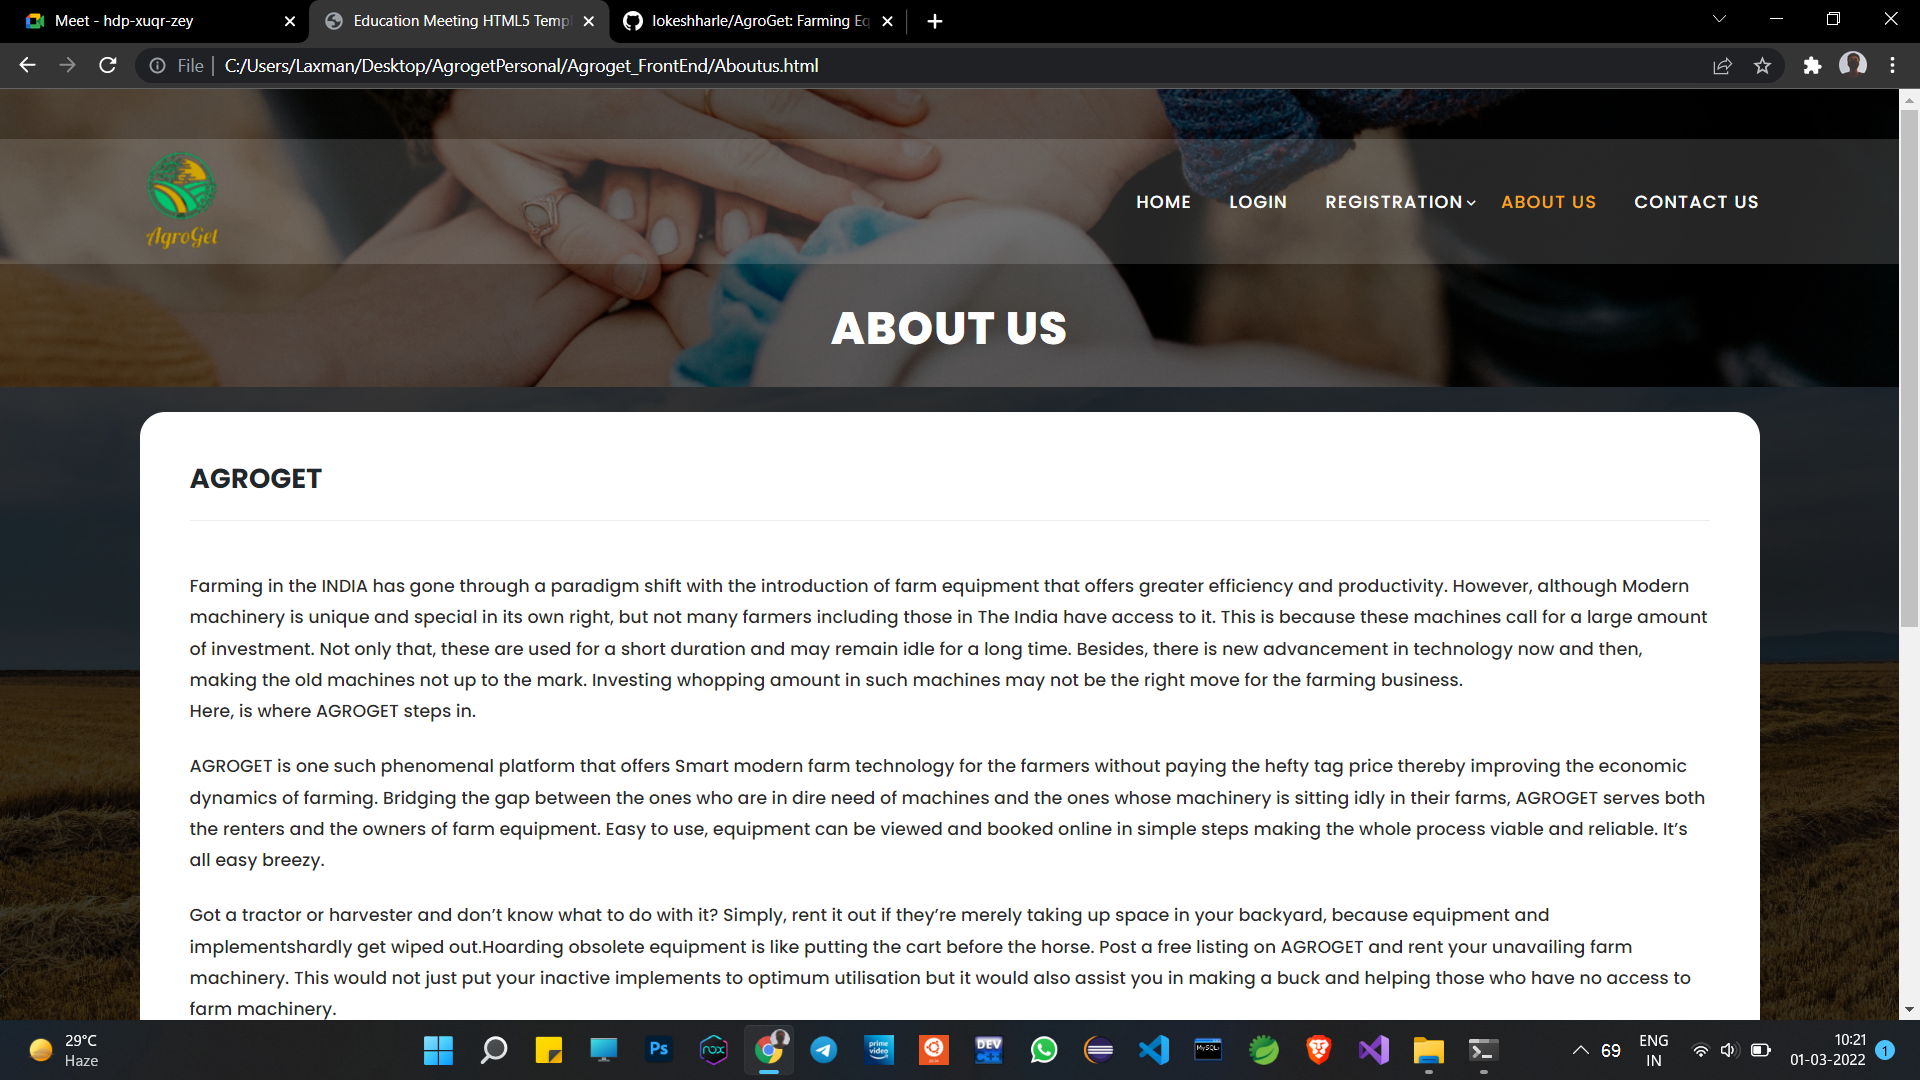 Meet - hdp-xuqr-zey
Education Meeting HTML5 Temp
lokeshharle/AgroGet: Farming Eq
File
C:/Users/Laxman/Desktop/AgrogetPersonal/Agroget_FrontEnd/Aboutus.html
AgroGet
HOME
LOGIN
REGISTRATION
ABOUT US
CONTACT US
ABOUT US
AGROGET
Farming in the INDIA has gone through a paradigm shift with the introduction of farm equipment that offers greater efficiency and productivity. However, although Modern
machinery is unique and special in its own right, but not many farmers including those in The India have access to it. This is because these machines call for a large amount
of investment. Not only that, these are used for a short duration and may remain idle for a long time. Besides, there is new advancement in technology now and then,
making the old machines not up to the mark. Investing whopping amount in such machines may not be the right move for the farming business.
Here, is where AGROGET steps in.
AGROGET is one such phenomenal platform that offers Smart modern farm technology for the farmers without paying the hefty tag price thereby improving the economic
dynamics of farming. Bridging the gap between the ones who are in dire need of machines and the ones whose machinery is sitting idly in their farms, AGROGET serves both
the renters and the owners of farm equipment. Easy to use, equipment can be viewed and booked online in simple steps making the whole process viable and reliable. It’s
all easy breezy.
Got a tractor or harvester and don’t know what to do with it? Simply, rent it out if they’re merely taking up space in your backyard, because equipment and
implementshardly get wiped out.Hoarding obsolete equipment is like putting the cart before the horse. Post a free listing on AGROGET and rent your unavailing farm
machinery. This would not just put your inactive implements to optimum utilisation but it would also assist you in making a buck and helping those who have no access to
farm machinery.
29°C
Haze
Ps
nox
prime video
DEV
MySQL
69
ENG
IN
10:21
01-03-2022
1